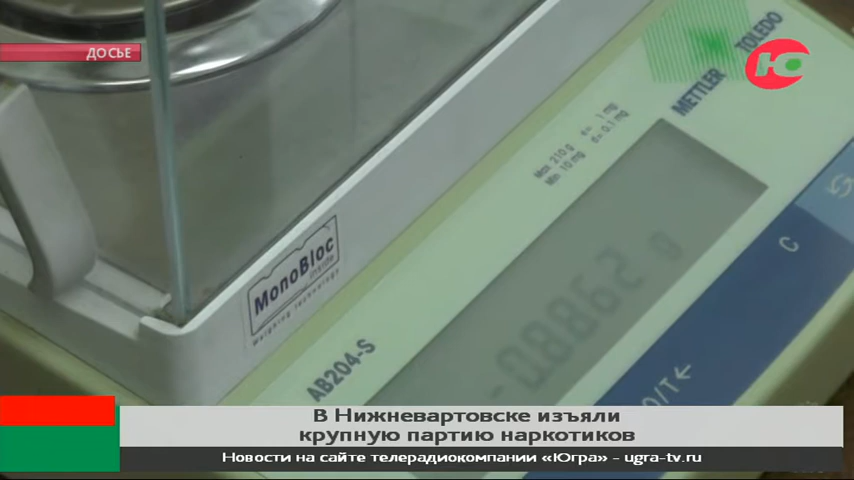 ДОСЬЕ
Ю
METTLER TOLEDO
Max 210 g e= 1 mg
Min 10 mg d= 0.1 mg
MonoBloc
inside
Weighing technology
C
O/T
AB204-S
В Нижневартовске изъяли
крупную партию наркотиков
Новости на сайте телерадиокомпании «Югра» - ugra-tv.ru